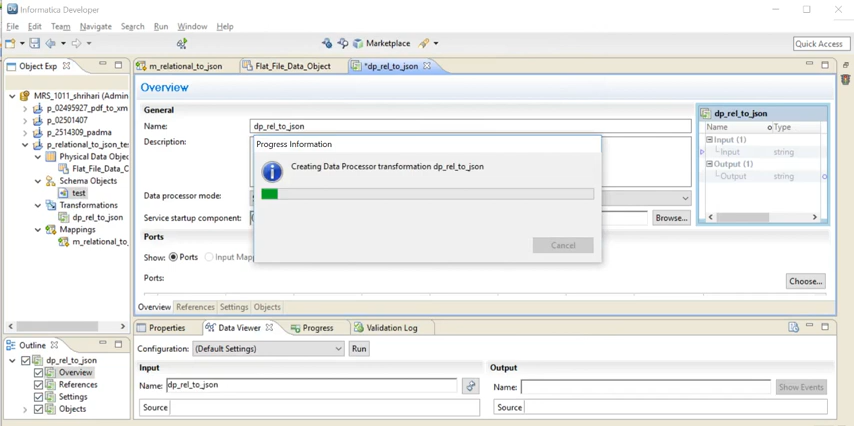 Informatica Developer
File Edit Team Navigate Search Run Window Help
Marketplace
Quick Access
Object Exp
m_relational_to_json
Flat_File_Data_Object
*dp_rel_to_json
MRS_1011_shrihari (Admin
p_02495927_pdf_to_xm
p_02501407
p_2514309_padma
p_relational_to_json_tes
Physical Data Objec
Flat_File_Data_O
Schema Objects
test
Transformations
dp_rel_to_json
Mappings
m_relational_to_
Overview
General
Name: dp_rel_to_json
Description:
Data processor mode:
Service startup component:
Browse...
Ports
Show: Ports Input Mapp
Ports:
Choose...
Overview References Settings Objects
dp_rel_to_json
Name Type
Input (1)
Input string
Output (1)
Output string
Progress Information
Creating Data Processor transformation dp_rel_to_json
Cancel
Outline
dp_rel_to_json
Overview
References
Settings
Objects
Properties Data Viewer Progress Validation Log
Configuration: (Default Settings) Run
Input
Name: dp_rel_to_json
Source
Output
Name:
Show Events
Source